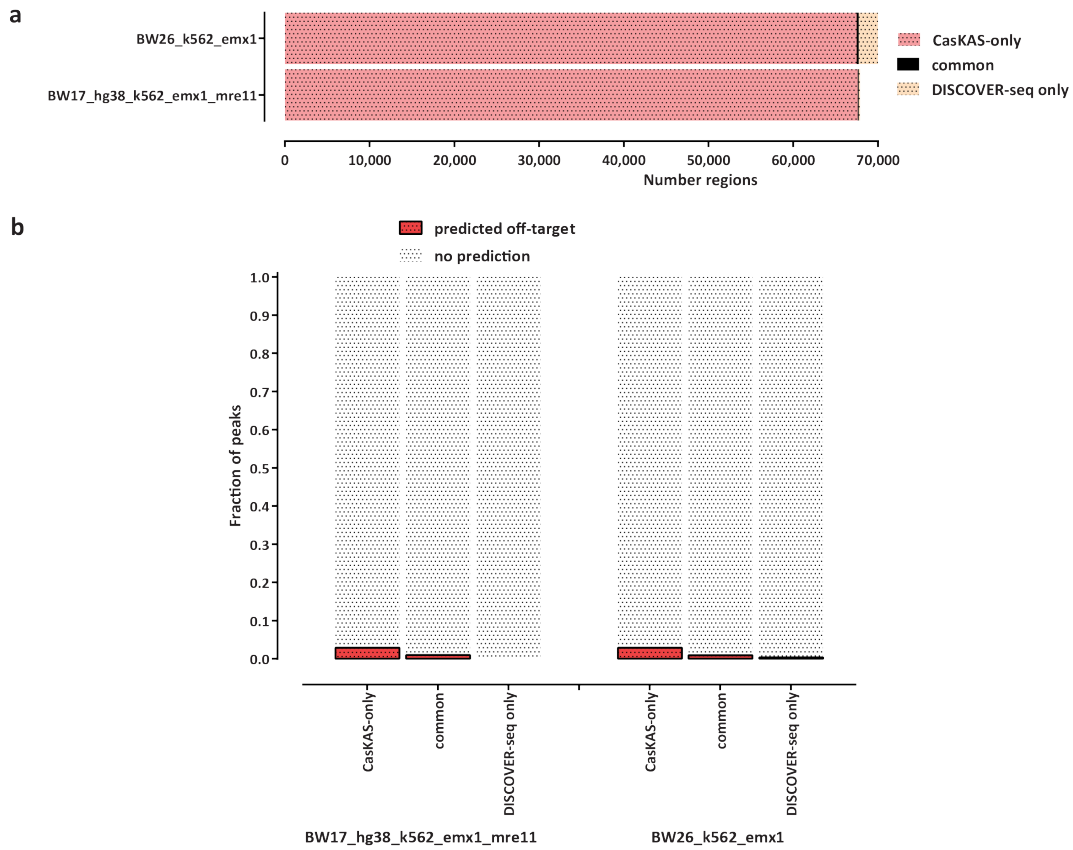 a
BW26_k562_emx1
BW17_hg38_k562_emx1_mre11
CasKAS-only
common
DISCOVER-seq only
0 10,000 20,000 30,000 40,000 50,000 60,000 70,000
Number regions
b
predicted off-target
no prediction
Fraction of peaks
1.0
0.9
0.8
0.7
0.6
0.5
0.4
0.3
0.2
0.1
0.0
CasKAS-only
common
DISCOVER-seq only
CasKAS-only
common
DISCOVER-seq only
BW17_hg38_k562_emx1_mre11
BW26_k562_emx1